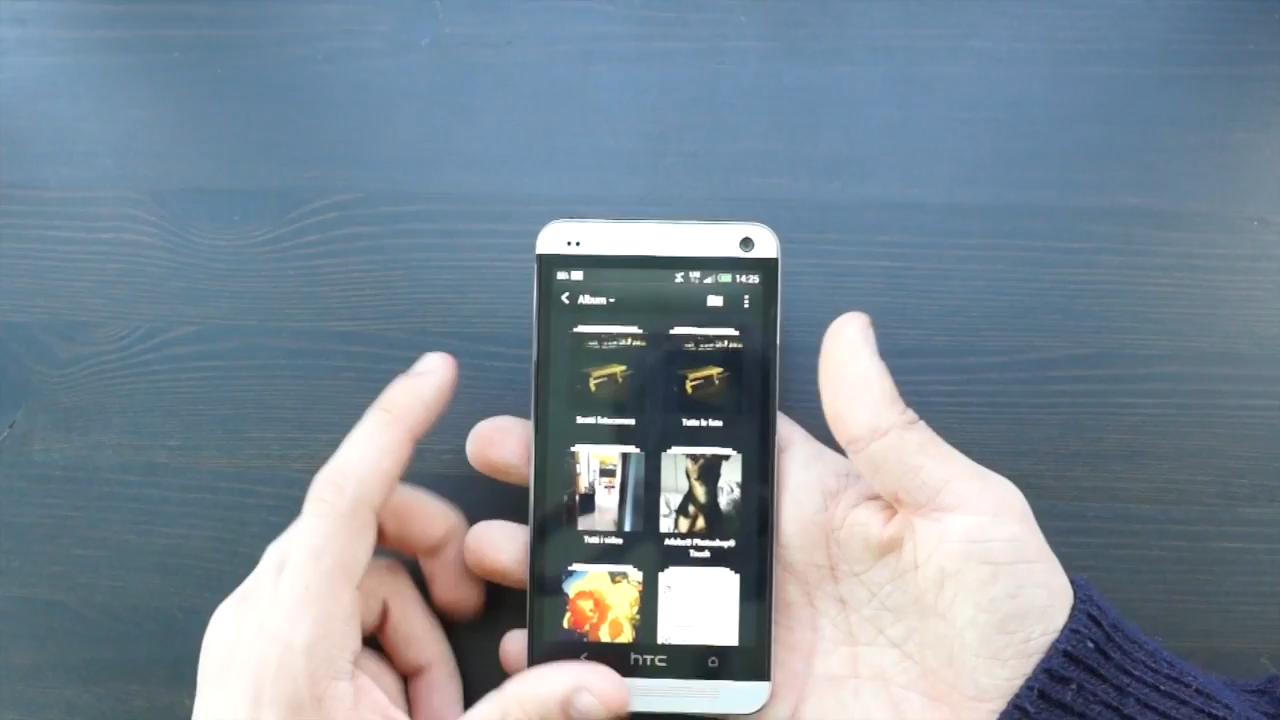 14:25
Album
Scatti fotocamera
Tutte le foto
Tutti i video
Adobe® Photoshop®
Touch
hTC